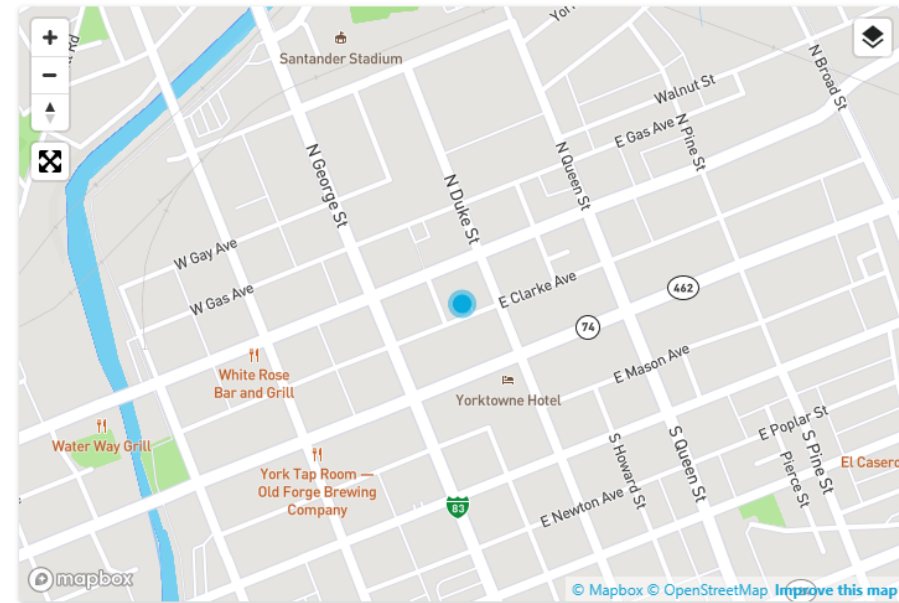 Rd
York
Santander Stadium
N Broad St
Walnut St
E Gas Ave
N Pine St
N George St
N Duke St
N Queen St
W Gay Ave
W Gas Ave
E Clarke Ave
462
74
White Rose
Bar and Grill
E Mason Ave
Yorktowne Hotel
Water Way Grill
E Poplar St
York Tap Room —
Old Forge Brewing
Company
S Howard St
S Queen St
S Pine St
Pierce St
El Casero
83
E Newton Ave
mapbox
© Mapbox © OpenStreetMap Improve this map